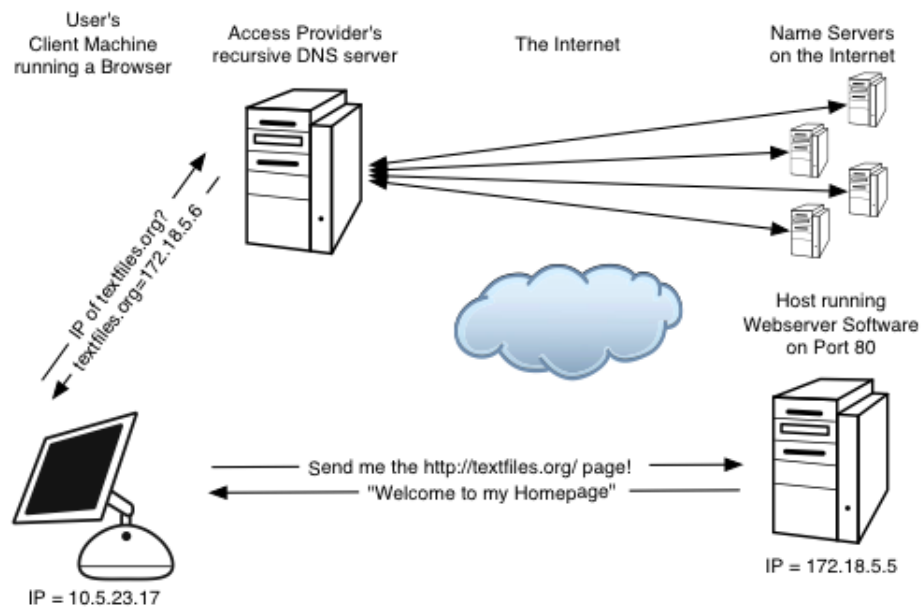 User's
Client Machine
running a Browser
Access Provider's
recursive DNS server
The Internet
Name Servers
on the Internet
IP of textfiles.org?
textfiles.org=172.18.5.6
Host running
Webserver Software
on Port 80
Send me the http://textfiles.org/ page!
"Welcome to my Homepage"
IP = 172.18.5.5
IP = 10.5.23.17